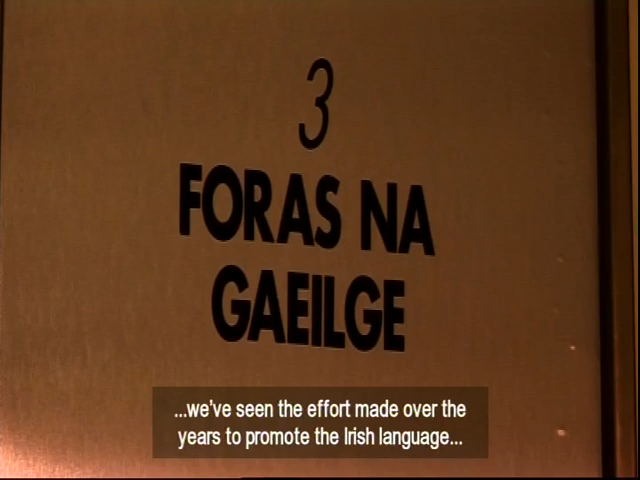 3
FORAS NA
GAEILGE
...we've seen the effort made over the
years to promote the Irish language...